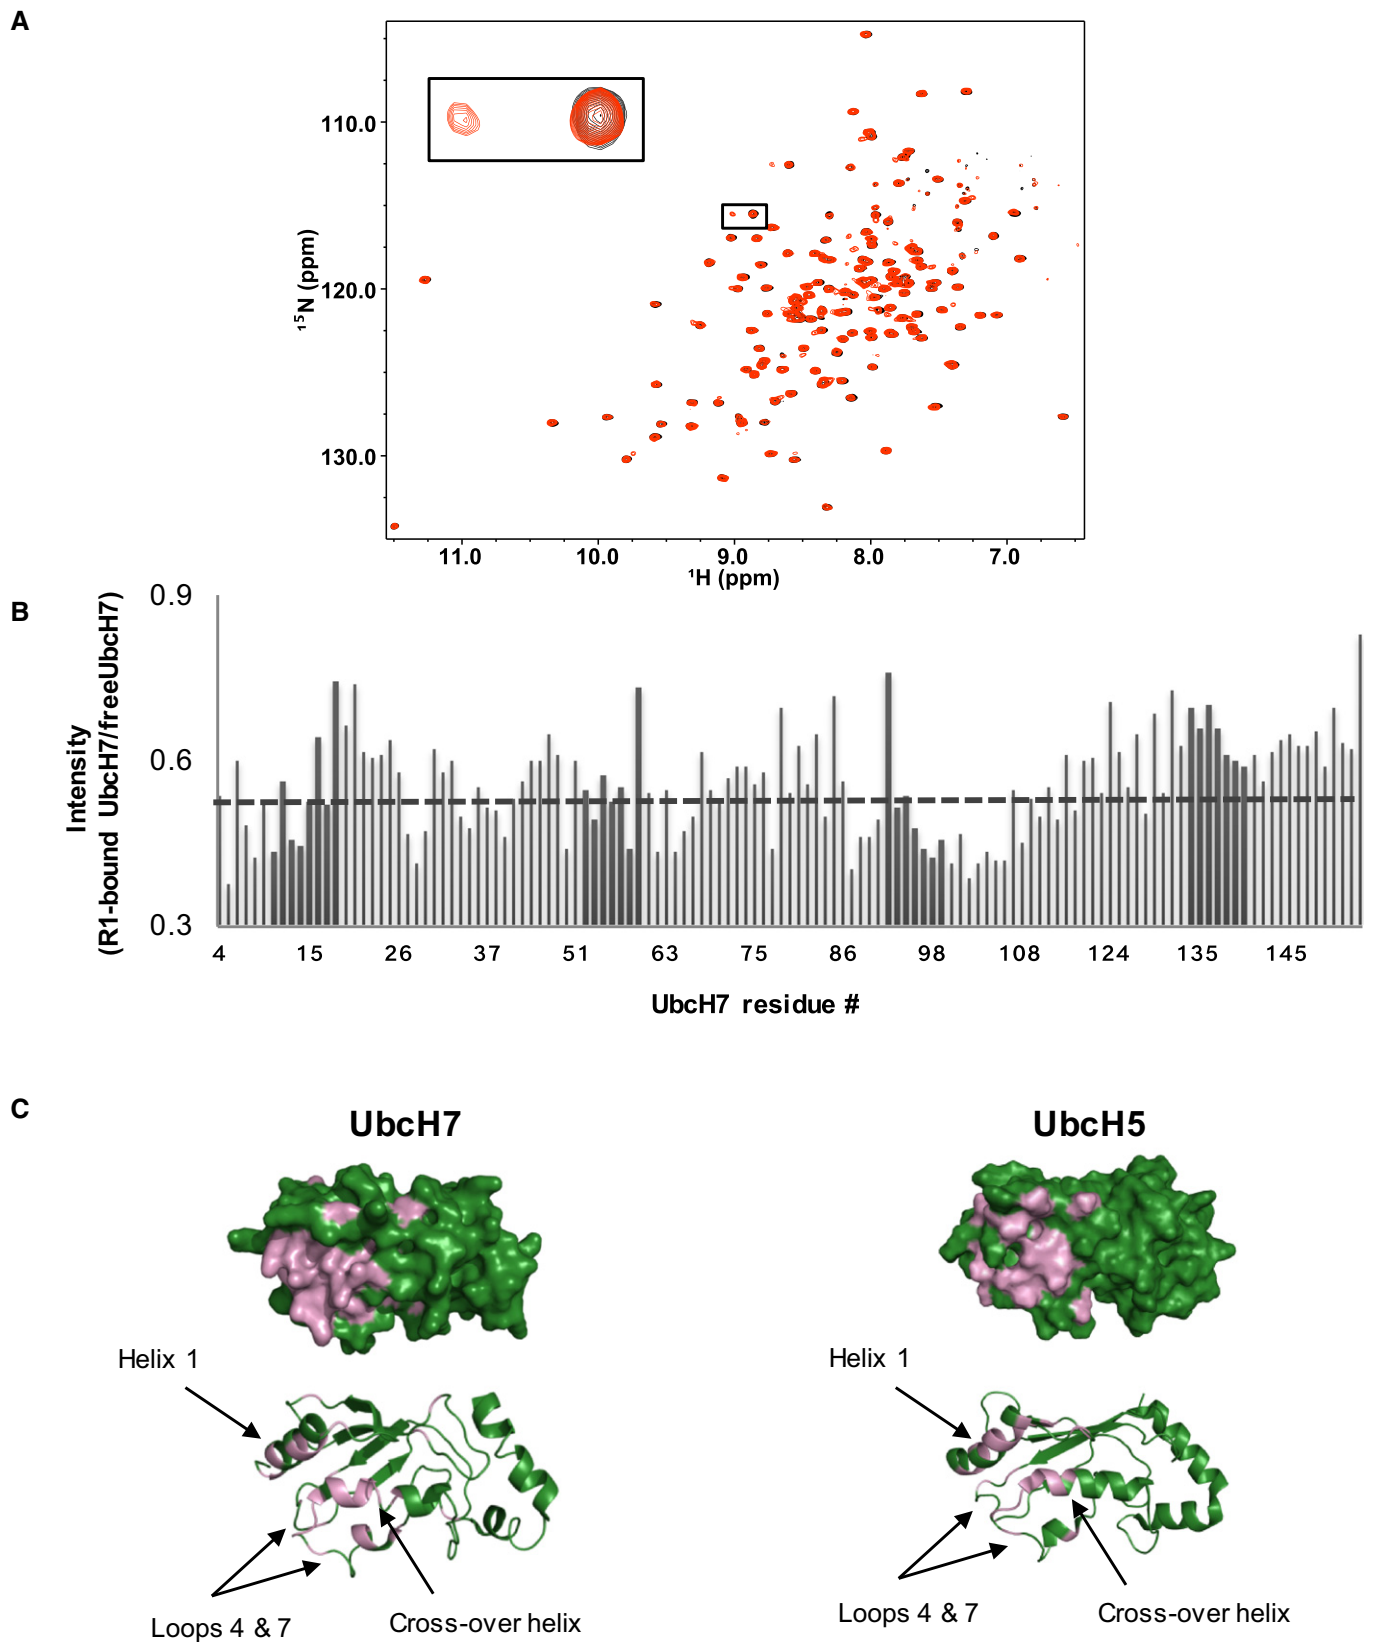 A
110.0
120.0
130.0
¹⁵N (ppm)
11.0 10.0 9.0 8.0 7.0
¹H (ppm)
B
0.9
0.6
0.3
Intensity
(R1-bound UbcH7/freeUbcH7)
4 15 26 37 51 63 75 86 98 108 124 135 145
UbcH7 residue #
C
UbcH7
UbcH5
Helix 1
Helix 1
Loops 4 & 7
Cross-over helix
Loops 4 & 7
Cross-over helix